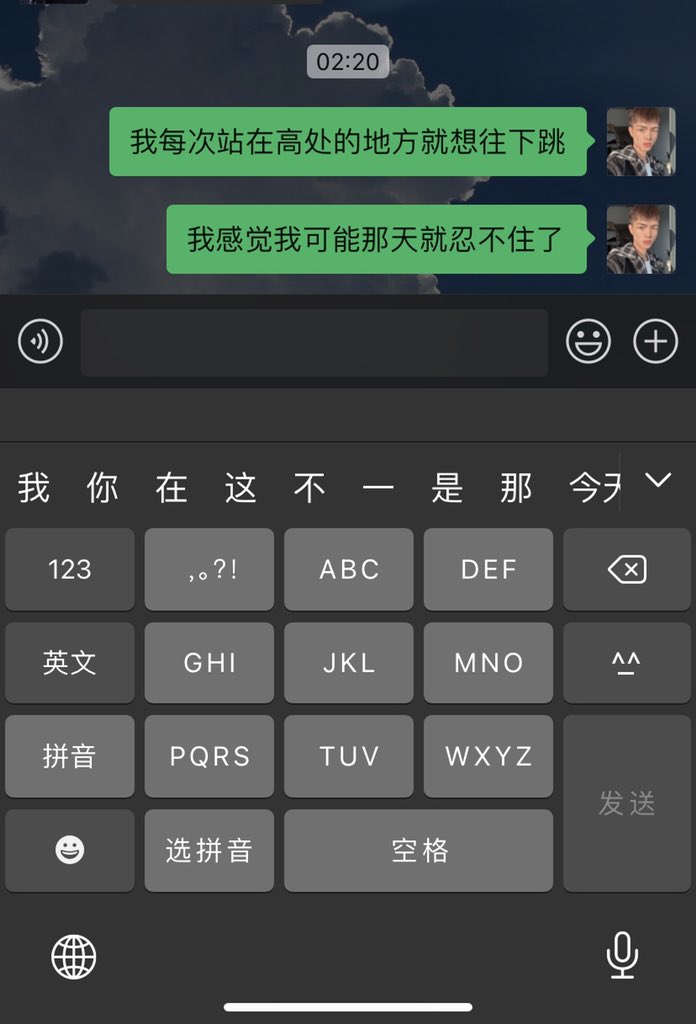 02:20
我每次站在高处的地方就想往下跳
我感觉我可能那天就忍不住了
我 你 在 这 不 一 是 那 今天
123 ,。?! ABC DEF
英文 GHI JKL MNO ^^
拼音 PQRS TUV WXYZ
发送
选拼音 空格